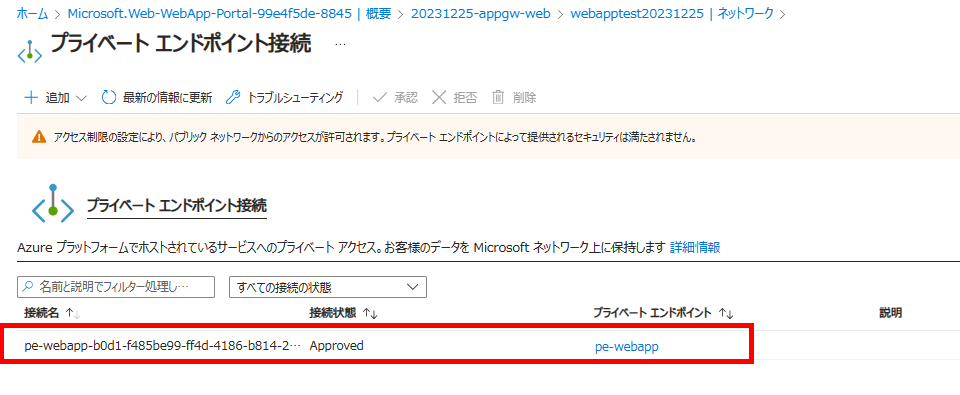 ホーム > Microsoft.Web-WebApp-Portal-99e4f5de-8845 | 概要 > 20231225-appgw-web > webapptest20231225 | ネットワーク >
プライベート エンドポイント接続 …
+ 追加 最新の情報に更新 トラブルシューティング 承認 拒否 削除
アクセス制限の設定により、パブリック ネットワークからのアクセスが許可されます。プライベート エンドポイントによって提供されるセキュリティは満たされません。
プライベート エンドポイント接続
Azure プラットフォームでホストされているサービスへのプライベート アクセス。お客様のデータを Microsoft ネットワーク上に保持します 詳細情報
名前と説明でフィルター処理し… すべての接続の状態
接続名 ↑↓ 接続状態 ↑↓ プライベート エンドポイント ↑↓ 説明
pe-webapp-b0d1-f485be99-ff4d-4186-b814-2… Approved pe-webapp